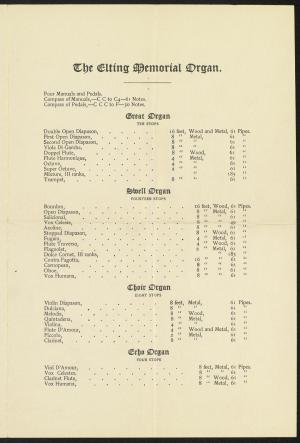 The Elting Memorial Organ.
Four Manuals and Pedals.
Compass of Manuals,—C C to C4—61 Notes.
Compass of Pedals,—C C C to F—30 Notes.
Great Organ
TEN STOPS
Double Open Diapason, 16 feet, Wood and Metal, 61 Pipes.
First Open Diapason, 8 " Metal, 61 "
Second Open Diapason, 8 " " 61 "
Viola Di Gamba, 8 " " 61 "
Doppel Flute, 8 " Wood, 61 "
Flute Harmonique, 4 " Metal, 61 "
Octave, 4 " " 61 "
Super Octave, 2 " " 61 "
Mixture, III ranks, " 183 "
Trumpet, 8 " " 61 "
Swell Organ
FOURTEEN STOPS
Bourdon, 16 feet, Wood, 61 Pipes.
Open Diapason, 8 " Metal, 61 "
Salicional, 8 " " 61 "
Vox Celeste, 8 " " "
Aeoline, 8 " " 61 "
Stopped Diapason, 8 " Wood, 61 "
Fugara, 4 " Metal, 61 "
Flute Traverso, 4 " Wood, 61 "
Flageolet, 2 " Metal, 61 "
Dolce Cornet, III ranks, " 183 "
Contra Fagotta, 16 " " 61 "
Cornopean, 8 " " 61 "
Oboe, 8 " " 61 "
Vox Humana, 8 " " 61 "
Choir Organ
EIGHT STOPS
Violin Diapason, 8 feet, Metal, 61 Pipes.
Dulciana, 8 " " 61 "
Melodia, 8 " Wood, 61 "
Quintadena, 8 " Metal, 61 "
Violina, 4 " " 61 "
Flute D'Amour, 4 " Wood and Metal, 61 "
Piccolo, 2 " Metal, 61 "
Clarinet, 8 " " 61 "
Echo Organ
FOUR STOPS
Viol D'Amour, 8 feet, Metal, 61 Pipes.
Vox Celestes, 8 " " 61 "
Clarinet Flute, 8 " Wood, 61 "
Vox Humana, 8 " Metal, 61 "